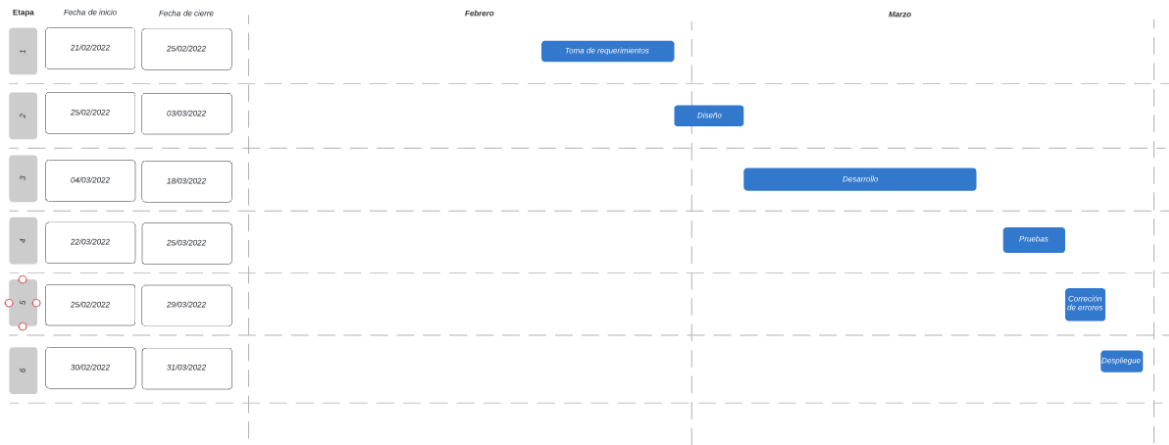 Etapa Fecha de inicio Fecha de cierre Febrero Marzo
1 21/02/2022 25/02/2022 Toma de requerimientos
2 25/02/2022 03/03/2022 Diseño
3 04/03/2022 18/03/2022 Desarrollo
4 22/03/2022 25/03/2022 Pruebas
5 25/02/2022 29/03/2022 Correción
de errores
6 30/02/2022 31/03/2022 Despliegue